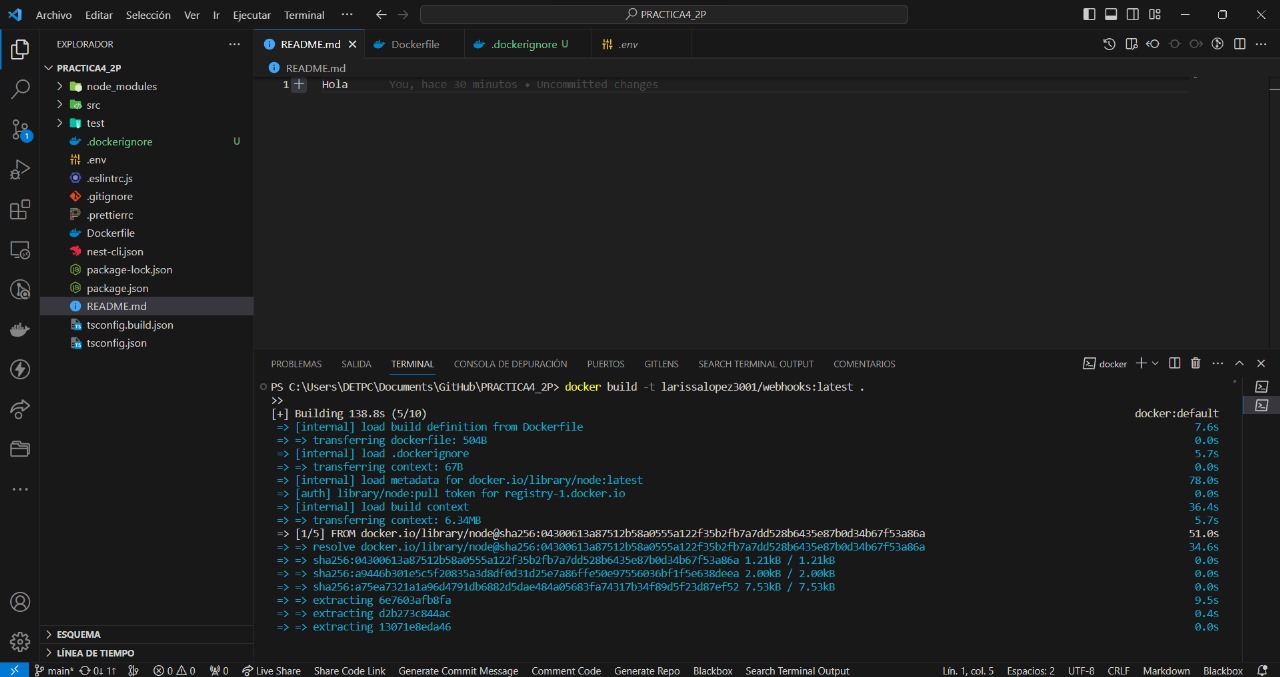 Archivo Editar Selección Ver Ir Ejecutar Terminal ··· PRACTICA4_2P
EXPLORADOR ···
PRACTICA4_2P
node_modules
src
test
.dockerignore U
.env
.eslintrc.js
.gitignore
.prettierrc
Dockerfile
nest-cli.json
package-lock.json
package.json
README.md
tsconfig.build.json
tsconfig.json
ESQUEMA
LÍNEA DE TIEMPO
README.md Dockerfile .dockerignore U .env
README.md
1 Hola You, hace 30 minutos • Uncommitted changes
PROBLEMAS SALIDA TERMINAL CONSOLA DE DEPURACIÓN PUERTOS GITLENS SEARCH TERMINAL OUTPUT COMENTARIOS docker
PS C:\Users\DETPC\Documents\GitHub\PRACTICA4_2P> docker build -t larissalopez3001/webhooks:latest .
>>
[+] Building 138.8s (5/10) docker:default
=> [internal] load build definition from Dockerfile 7.6s
=> => transferring dockerfile: 504B 0.0s
=> [internal] load .dockerignore 5.7s
=> => transferring context: 67B 0.0s
=> [internal] load metadata for docker.io/library/node:latest 78.0s
=> [auth] library/node:pull token for registry-1.docker.io 0.0s
=> [internal] load build context 36.4s
=> => transferring context: 6.34MB 5.7s
=> [1/5] FROM docker.io/library/node@sha256:04300613a87512b58a0555a122f35b2fb7a7dd528b6435e87b0d34b67f53a86a 51.0s
=> => resolve docker.io/library/node@sha256:04300613a87512b58a0555a122f35b2fb7a7dd528b6435e87b0d34b67f53a86a 34.6s
=> => sha256:04300613a87512b58a0555a122f35b2fb7a7dd528b6435e87b0d34b67f53a86a 1.21kB / 1.21kB 0.0s
=> => sha256:a9446b301e5c5f20835a3d8df0d31d25e7a86ffe50e97556036bf1f5e638deea 2.00kB / 2.00kB 0.0s
=> => sha256:a75ea7321a1a96d4791db6882d5dae484a05683fa74317b34f89d5f23d87ef52 7.53kB / 7.53kB 0.0s
=> => extracting 6e7603afb8fa 9.5s
=> => extracting d2b273c844ac 0.4s
=> => extracting 13071e8eda46 0.0s
main* 0↓ 1↑ 0 0 0 Live Share Share Code Link Generate Commit Message Comment Code Generate Repo Blackbox Search Terminal Output Lín. 1, col. 5 Espacios: 2 UTF-8 CRLF Markdown Blackbox